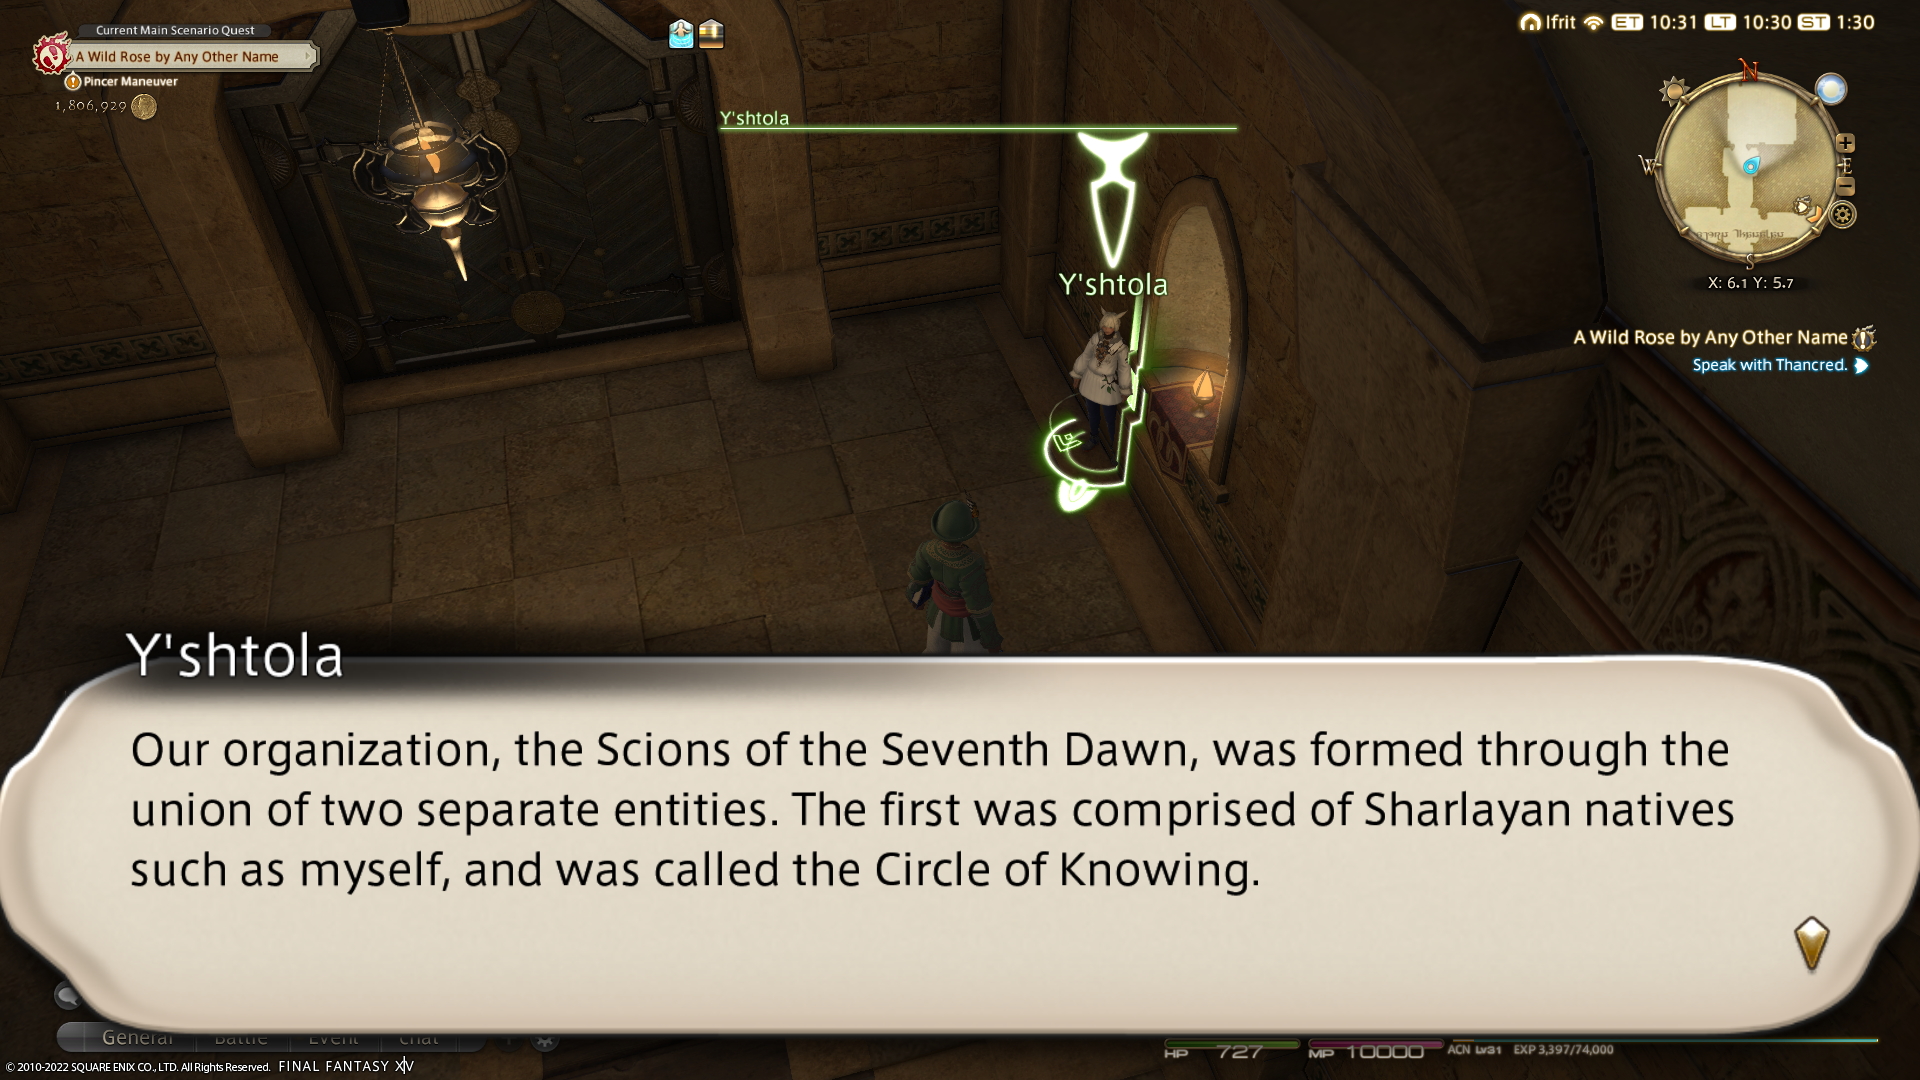 Current Main Scenario Quest
A Wild Rose by Any Other Name
Pincer Maneuver
1,806,929
Ifrit ET 10:31 LT 10:30 ST 1:30
Y'shtola
N
W
E
S
X: 6.1 Y: 5.7
Y'shtola
A Wild Rose by Any Other Name
Speak with Thancred.
Y'shtola
Our organization, the Scions of the Seventh Dawn, was formed through the
union of two separate entities. The first was comprised of Sharlayan natives
such as myself, and was called the Circle of Knowing.
General Battle Event Chat
HP 727 MP 10000 ACN Lv31 EXP 3,397/74,000
© 2010-2022 SQUARE ENIX CO., LTD. All Rights Reserved. FINAL FANTASY XIV